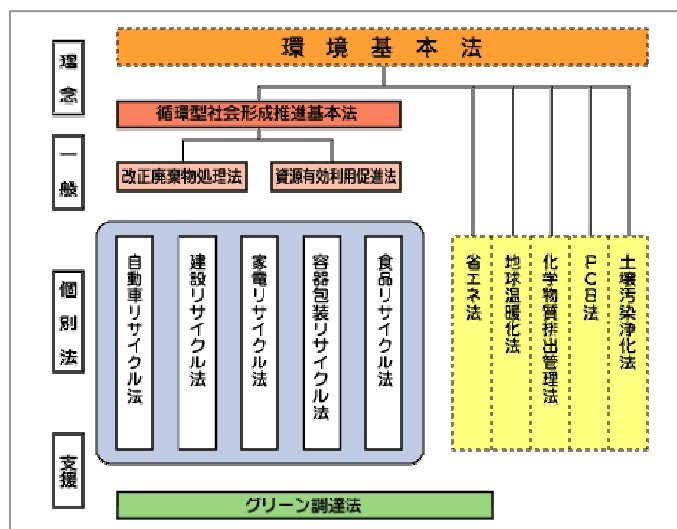 環境基本法
理念
循環型社会形成推進基本法
一般
改正廃棄物処理法
資源有効利用促進法
個別法
自動車リサイクル法
建設リサイクル法
家電リサイクル法
容器包装リサイクル法
食品リサイクル法
省エネ法
地球温暖化法
化学物質排出管理法
PCB法
土壌汚染浄化法
支援
グリーン調達法